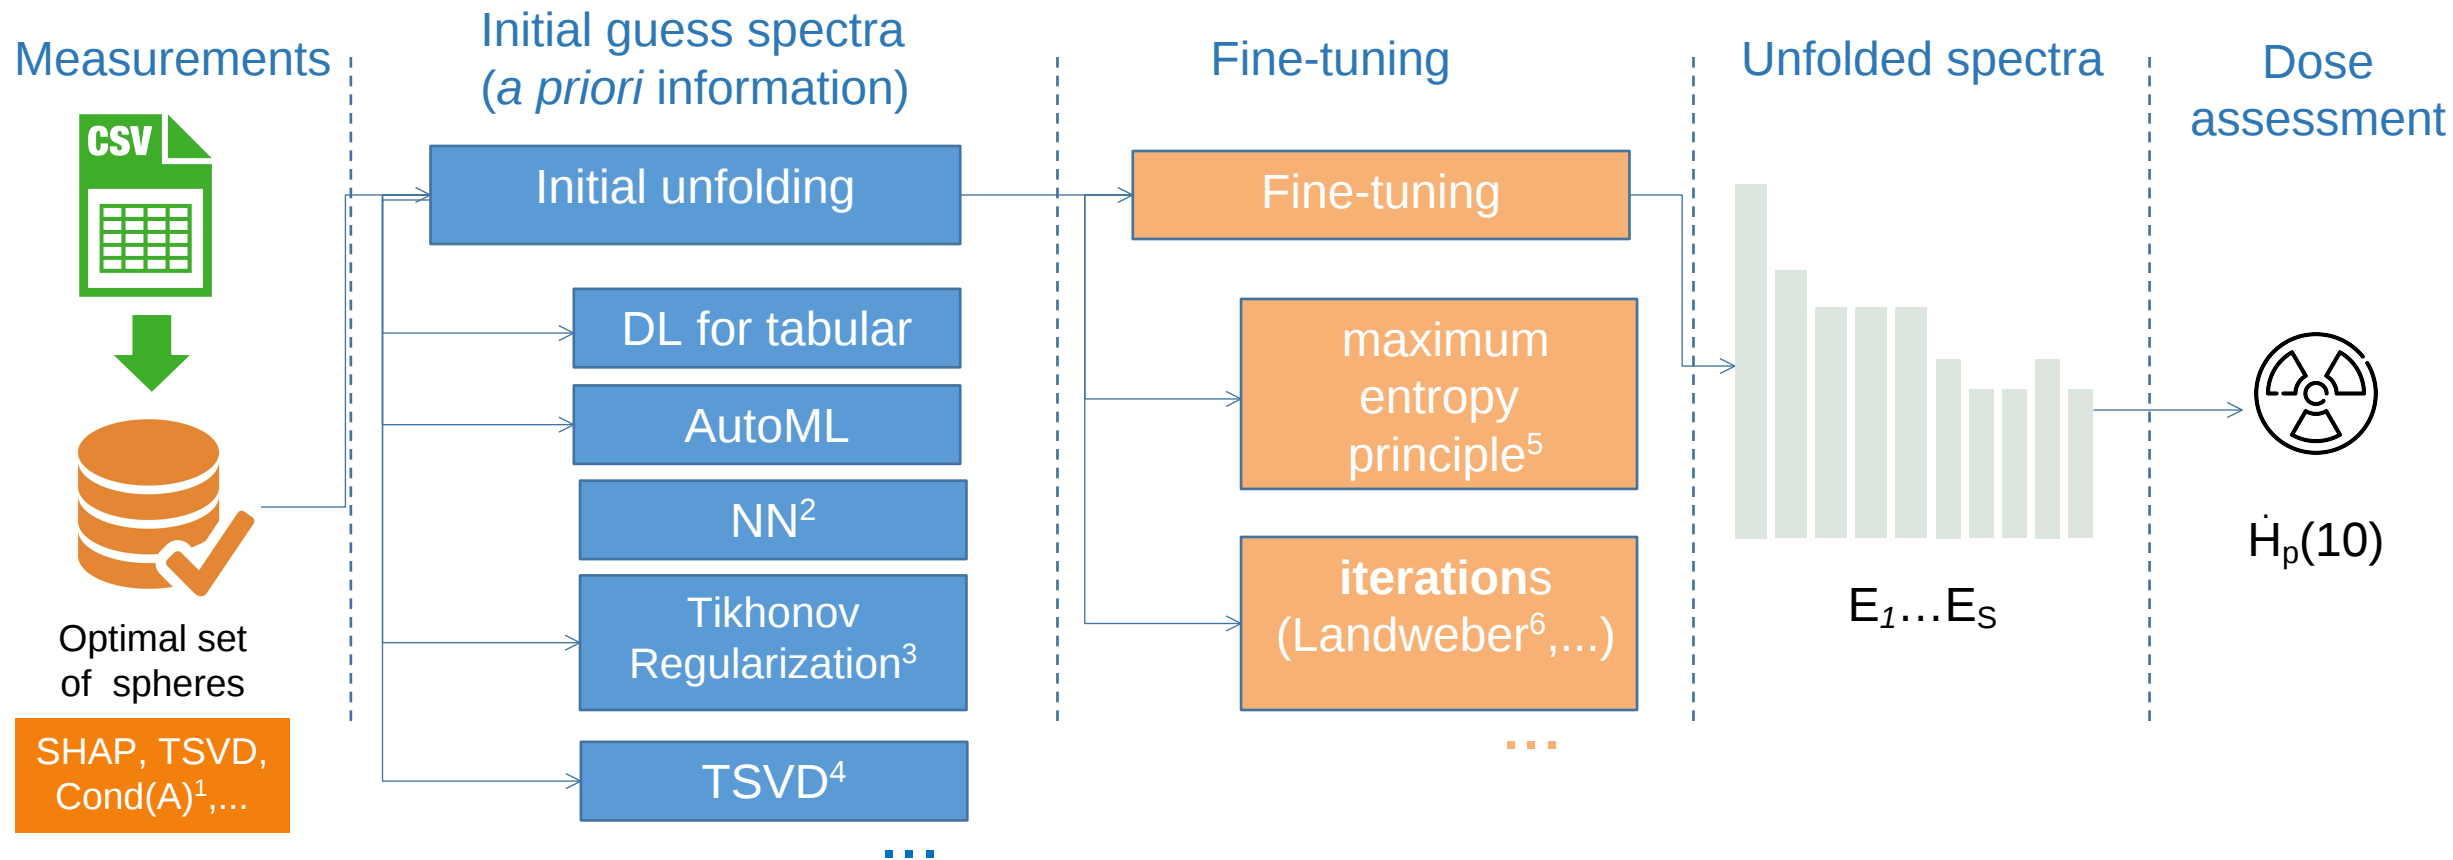 Measurements
CSV
Optimal set
of spheres
SHAP, TSVD,
Cond(A)¹,...
Initial guess spectra
(a priori information)
Initial unfolding
DL for tabular
AutoML
NN²
Tikhonov
Regularization³
TSVD⁴
...
Fine-tuning
Fine-tuning
maximum
entropy
principle⁵
iterations
(Landweber⁶,...)
...
Unfolded spectra
E₁...E_S
Dose
assessment
Ḣₚ(10)